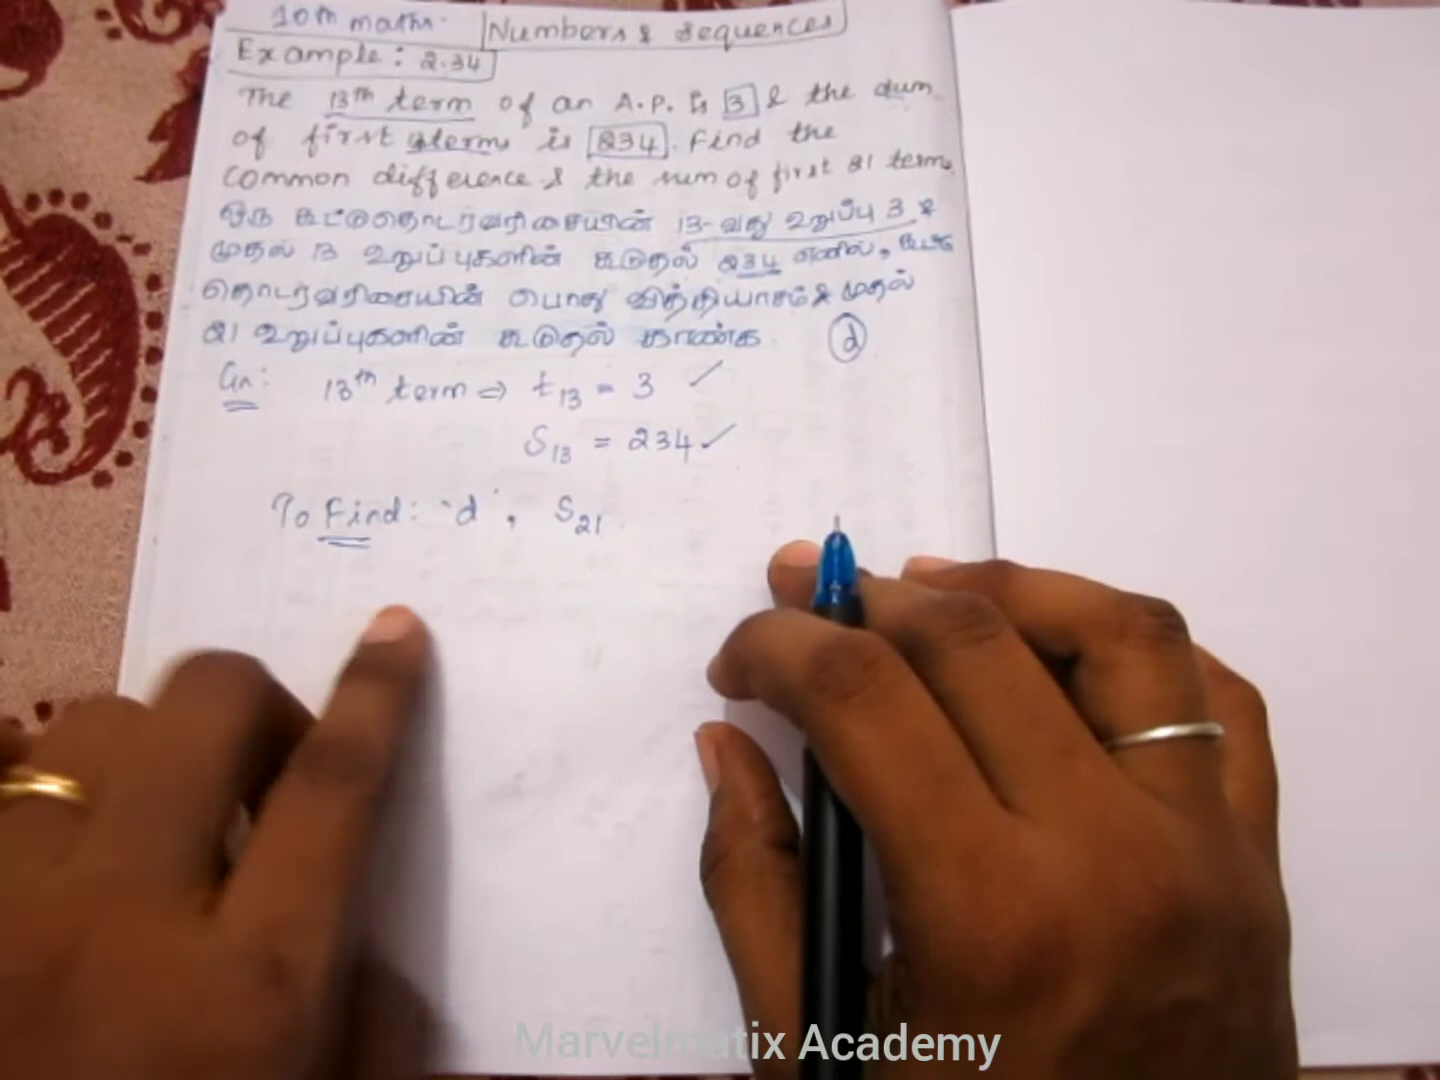 10th maths. Numbers & Sequences
Example: 2.34
The 13th term of an A.P. is 3 & the sum
of first terms is 234. Find the
common difference & the sum of first 21 terms.
ஒரு கூட்டுதொடர்வரிசையின் 13-வது உறுப்பு 3 &
முதல் 13 உறுப்புகளின் கூடுதல் 234 எனில்,
தொடர்வரிசையின் பொது வித்தியாசம் & முதல்
21 உறுப்புகளின் கூடுதல் காண்க. d
Gn: 13th term ⇒ t13 = 3 ✓
S13 = 234 ✓
To Find: 'd', S21.
Marvelmatix Academy